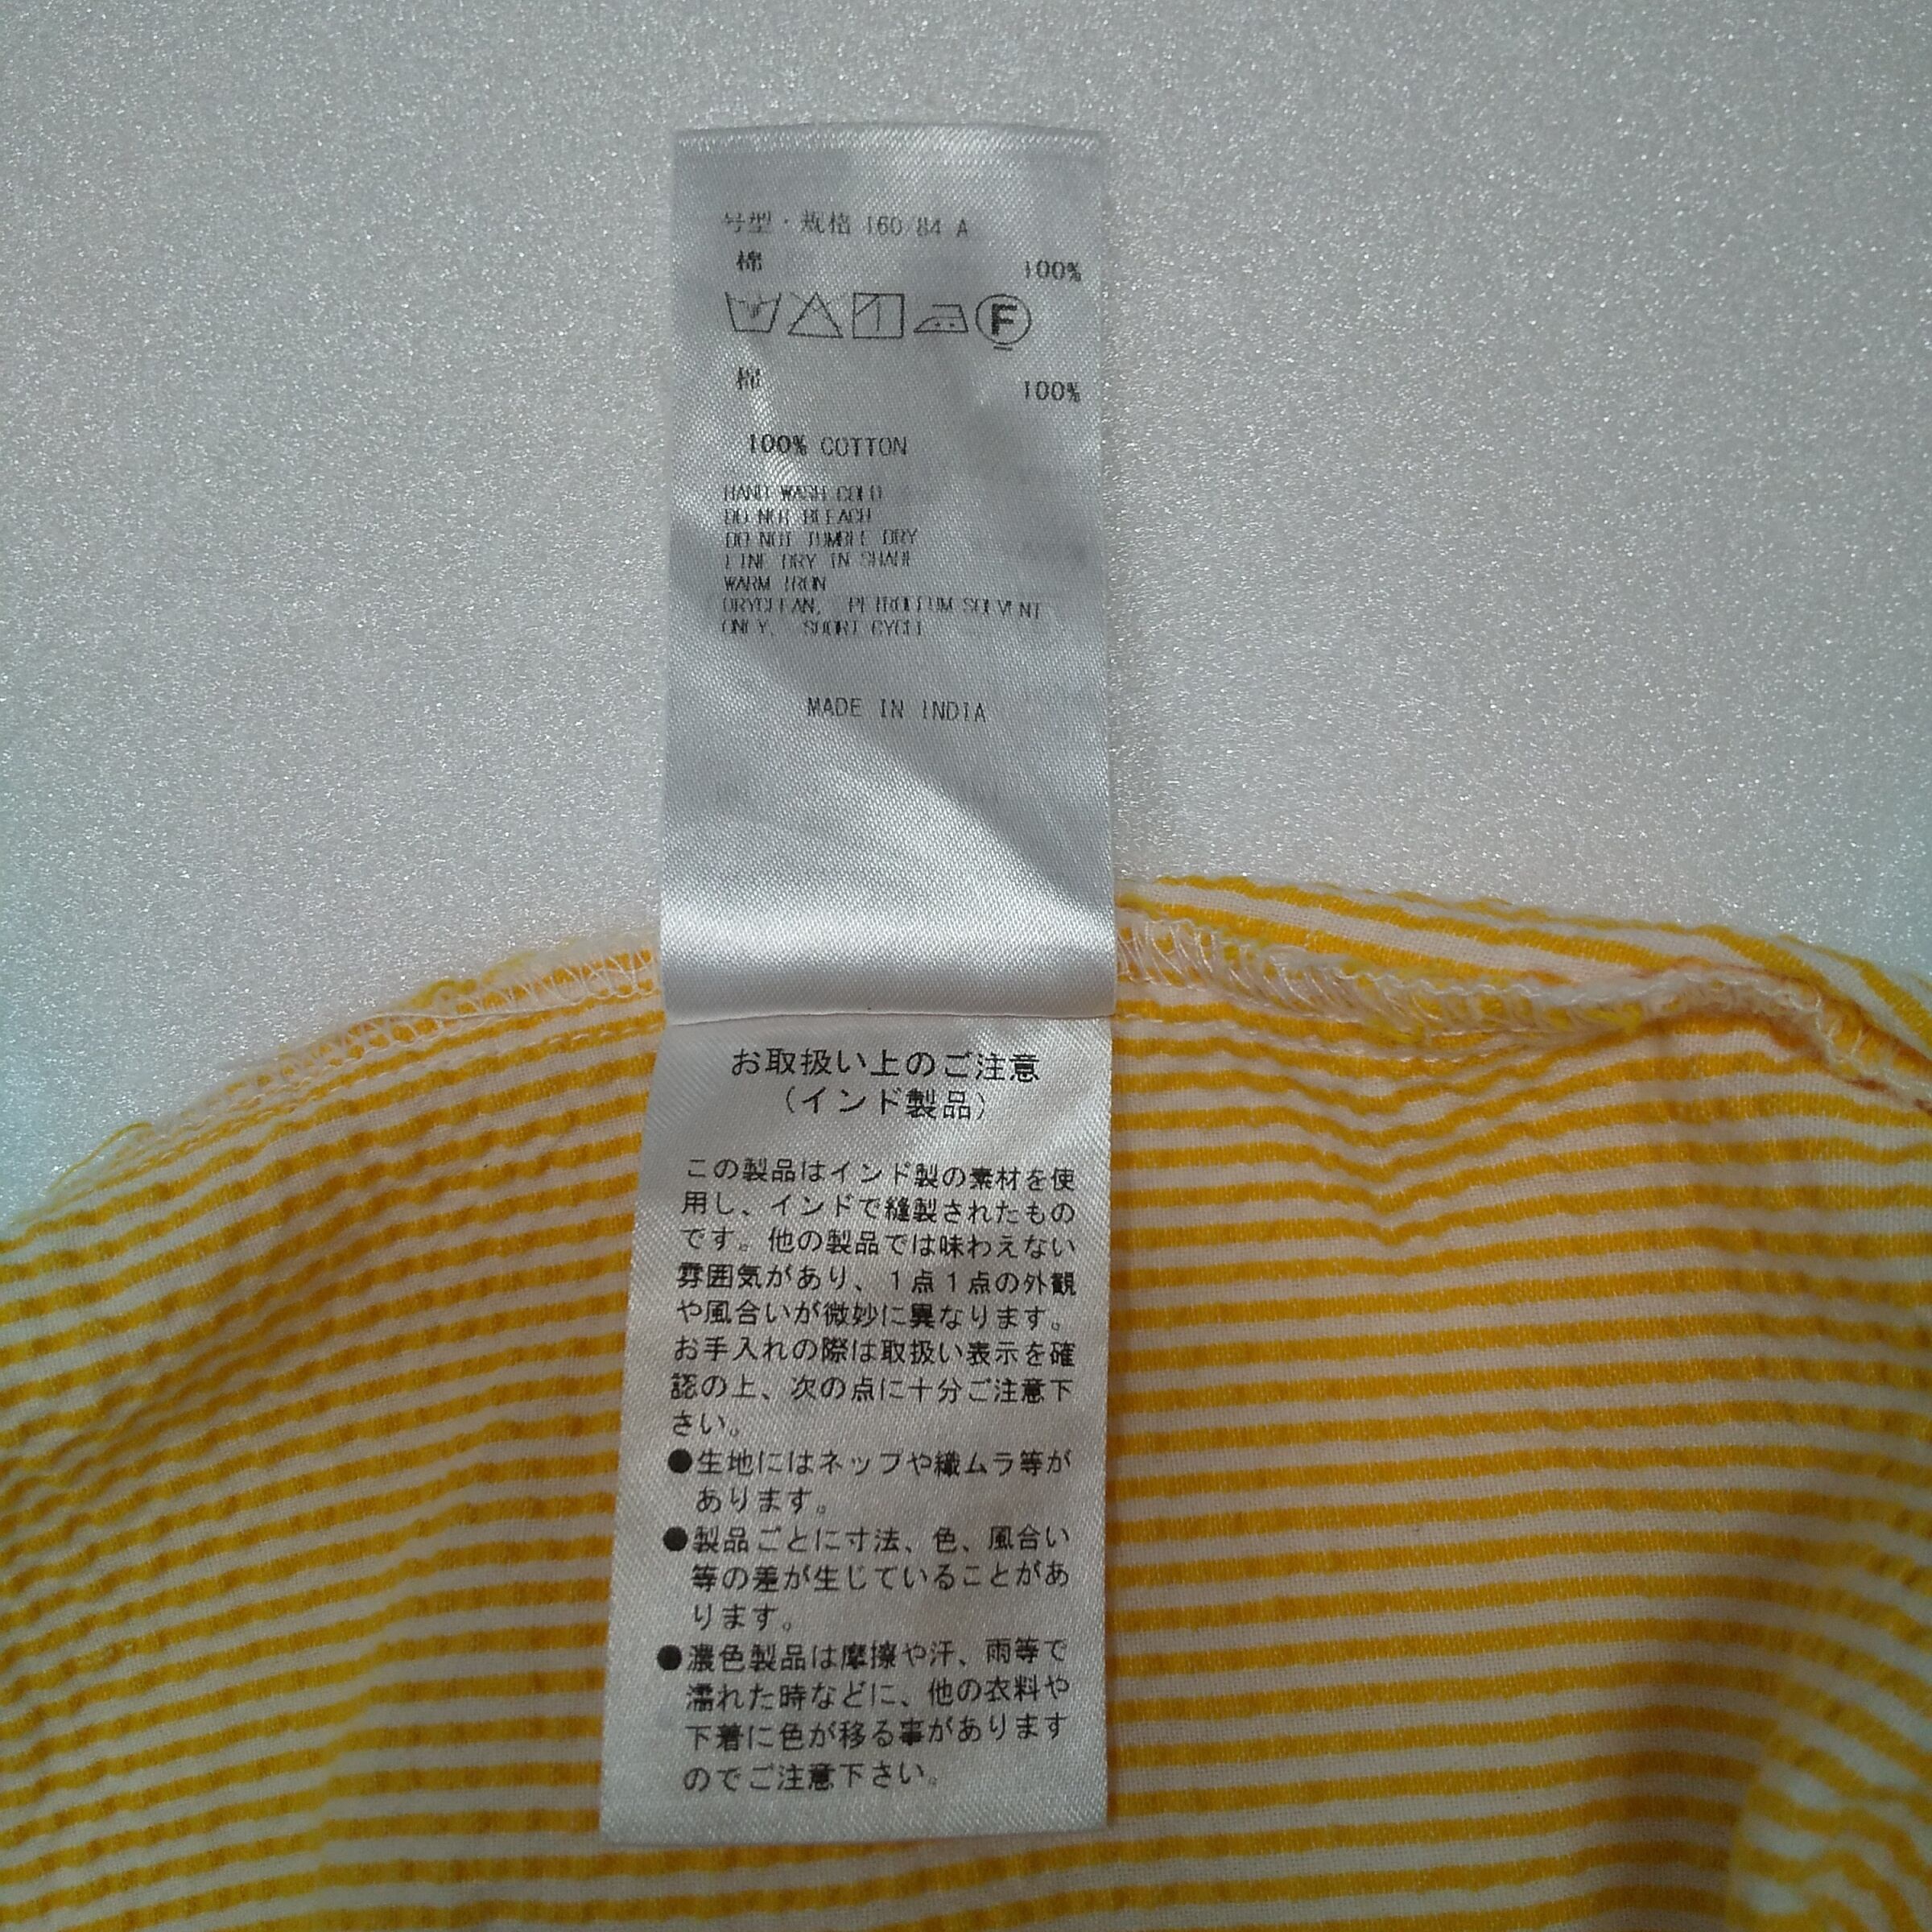 号型・规格 160/84 A
棉 100%
F
棉 100%
100% COTTON
HAND WASH COLD
DO NOT BLEACH
DO NOT TUMBLE DRY
LINE DRY IN SHADE
WARM IRON
DRYCLEAN, PETROLEUM SOLVENT
ONLY, SHORT CYCLE
MADE IN INDIA
お取扱い上のご注意
(インド製品)
この製品はインド製の素材を使
用し、インドで縫製されたもの
です。他の製品では味わえない
雰囲気があり、1点1点の外観
や風合いが微妙に異なります。
お手入れの際は取扱い表示を確
認の上、次の点に十分ご注意下
さい。
●生地にはネップや織ムラ等が
あります。
●製品ごとに寸法、色、風合い
等の差が生じていることがあ
ります。
●濃色製品は摩擦や汗、雨等で
濡れた時などに、他の衣料や
下着に色が移る事があります
のでご注意下さい。